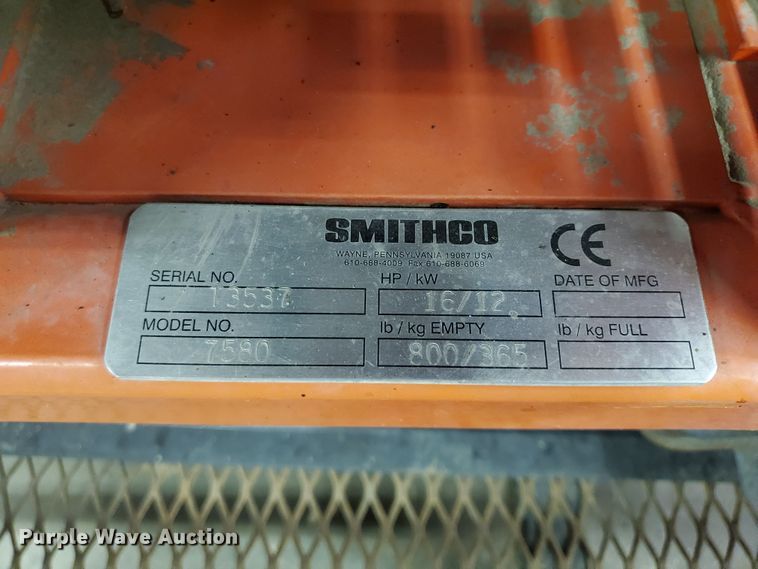 SMITHCO
WAYNE, PENNSYLVANIA 19087 USA
610-688-4009 Fax 610-688-6069
CE
SERIAL NO. HP / kW DATE OF MFG
13537 16/12
MODEL NO. lb / kg EMPTY lb / kg FULL
7580 800/365
Purple Wave Auction